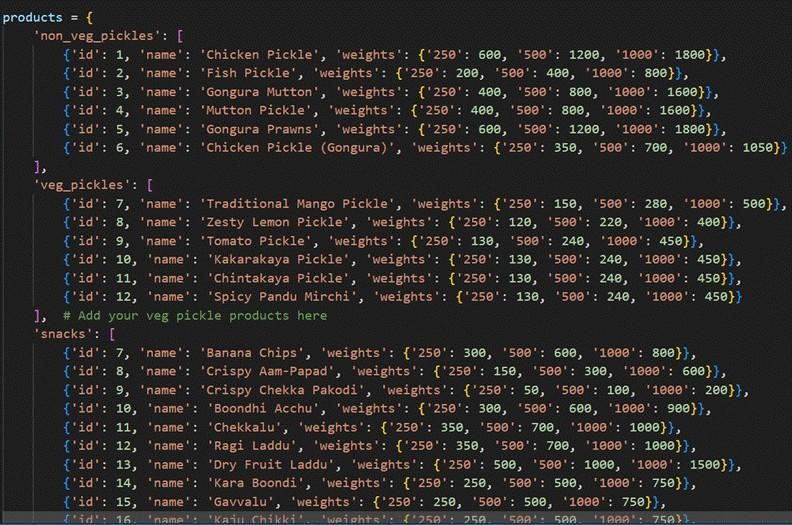 products = {
    'non_veg_pickles': [
        {'id': 1, 'name': 'Chicken Pickle', 'weights': {'250': 600, '500': 1200, '1000': 1800}},
        {'id': 2, 'name': 'Fish Pickle', 'weights': {'250': 200, '500': 400, '1000': 800}},
        {'id': 3, 'name': 'Gongura Mutton', 'weights': {'250': 400, '500': 800, '1000': 1600}},
        {'id': 4, 'name': 'Mutton Pickle', 'weights': {'250': 400, '500': 800, '1000': 1600}},
        {'id': 5, 'name': 'Gongura Prawns', 'weights': {'250': 600, '500': 1200, '1000': 1800}},
        {'id': 6, 'name': 'Chicken Pickle (Gongura)', 'weights': {'250': 350, '500': 700, '1000': 1050}}
    ],
    'veg_pickles': [
        {'id': 7, 'name': 'Traditional Mango Pickle', 'weights': {'250': 150, '500': 280, '1000': 500}},
        {'id': 8, 'name': 'Zesty Lemon Pickle', 'weights': {'250': 120, '500': 220, '1000': 400}},
        {'id': 9, 'name': 'Tomato Pickle', 'weights': {'250': 130, '500': 240, '1000': 450}},
        {'id': 10, 'name': 'Kakarakaya Pickle', 'weights': {'250': 130, '500': 240, '1000': 450}},
        {'id': 11, 'name': 'Chintakaya Pickle', 'weights': {'250': 130, '500': 240, '1000': 450}},
        {'id': 12, 'name': 'Spicy Pandu Mirchi', 'weights': {'250': 130, '500': 240, '1000': 450}}
    ],  # Add your veg pickle products here
    'snacks': [
        {'id': 7, 'name': 'Banana Chips', 'weights': {'250': 300, '500': 600, '1000': 800}},
        {'id': 8, 'name': 'Crispy Aam-Papad', 'weights': {'250': 150, '500': 300, '1000': 600}},
        {'id': 9, 'name': 'Crispy Chekka Pakodi', 'weights': {'250': 50, '500': 100, '1000': 200}},
        {'id': 10, 'name': 'Boondhi Acchu', 'weights': {'250': 300, '500': 600, '1000': 900}},
        {'id': 11, 'name': 'Chekkalu', 'weights': {'250': 350, '500': 700, '1000': 1000}},
        {'id': 12, 'name': 'Ragi Laddu', 'weights': {'250': 350, '500': 700, '1000': 1000}},
        {'id': 13, 'name': 'Dry Fruit Laddu', 'weights': {'250': 500, '500': 1000, '1000': 1500}},
        {'id': 14, 'name': 'Kara Boondi', 'weights': {'250': 250, '500': 500, '1000': 750}},
        {'id': 15, 'name': 'Gavvalu', 'weights': {'250': 250, '500': 500, '1000': 750}},
        {'id': 16, 'name': 'Kaju Chikki', 'weights': {'250': 250, '500': 500, '1000': 750}},